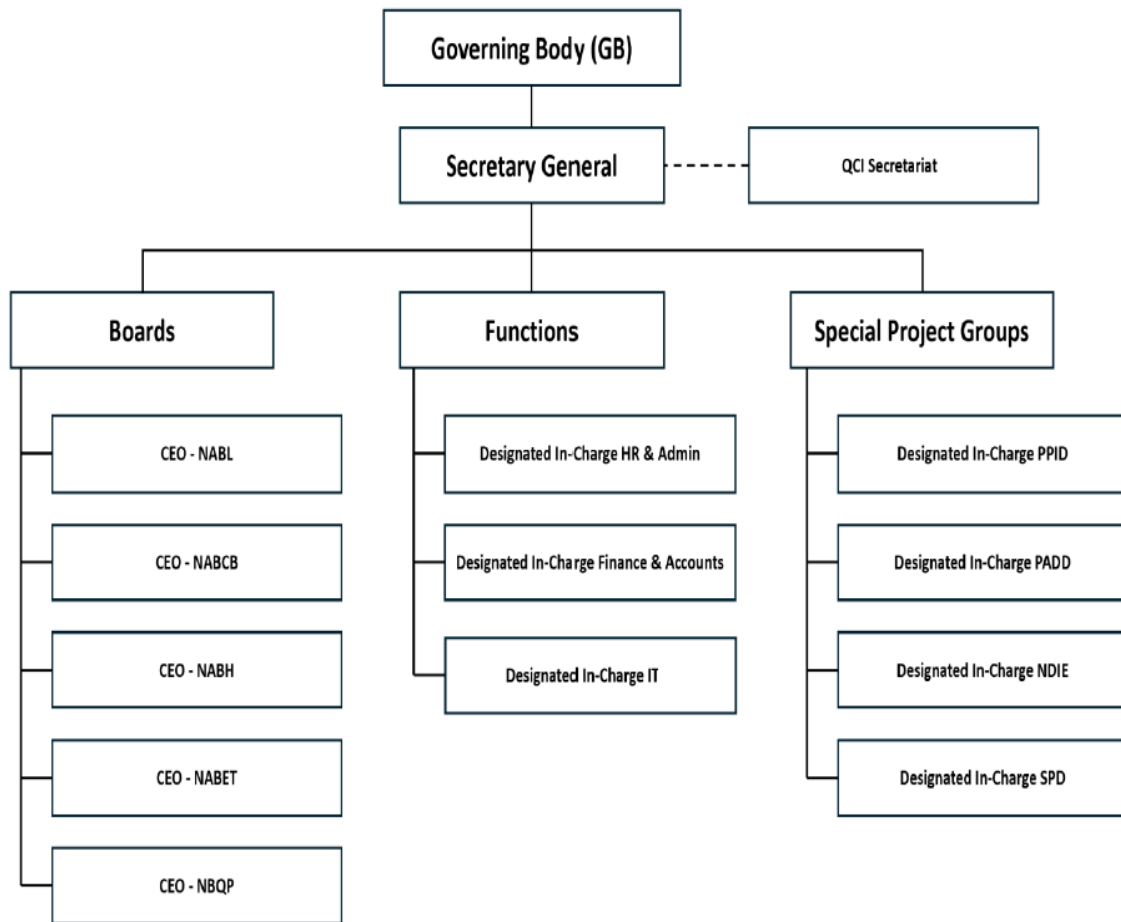 Governing Body (GB)
Secretary General
QCI Secretariat
Boards
Functions
Special Project Groups
CEO - NABL
Designated In-Charge HR & Admin
Designated In-Charge PPID
CEO - NABCB
Designated In-Charge Finance & Accounts
Designated In-Charge PADD
CEO - NABH
Designated In-Charge IT
Designated In-Charge NDIE
CEO - NABET
Designated In-Charge SPD
CEO - NBQP